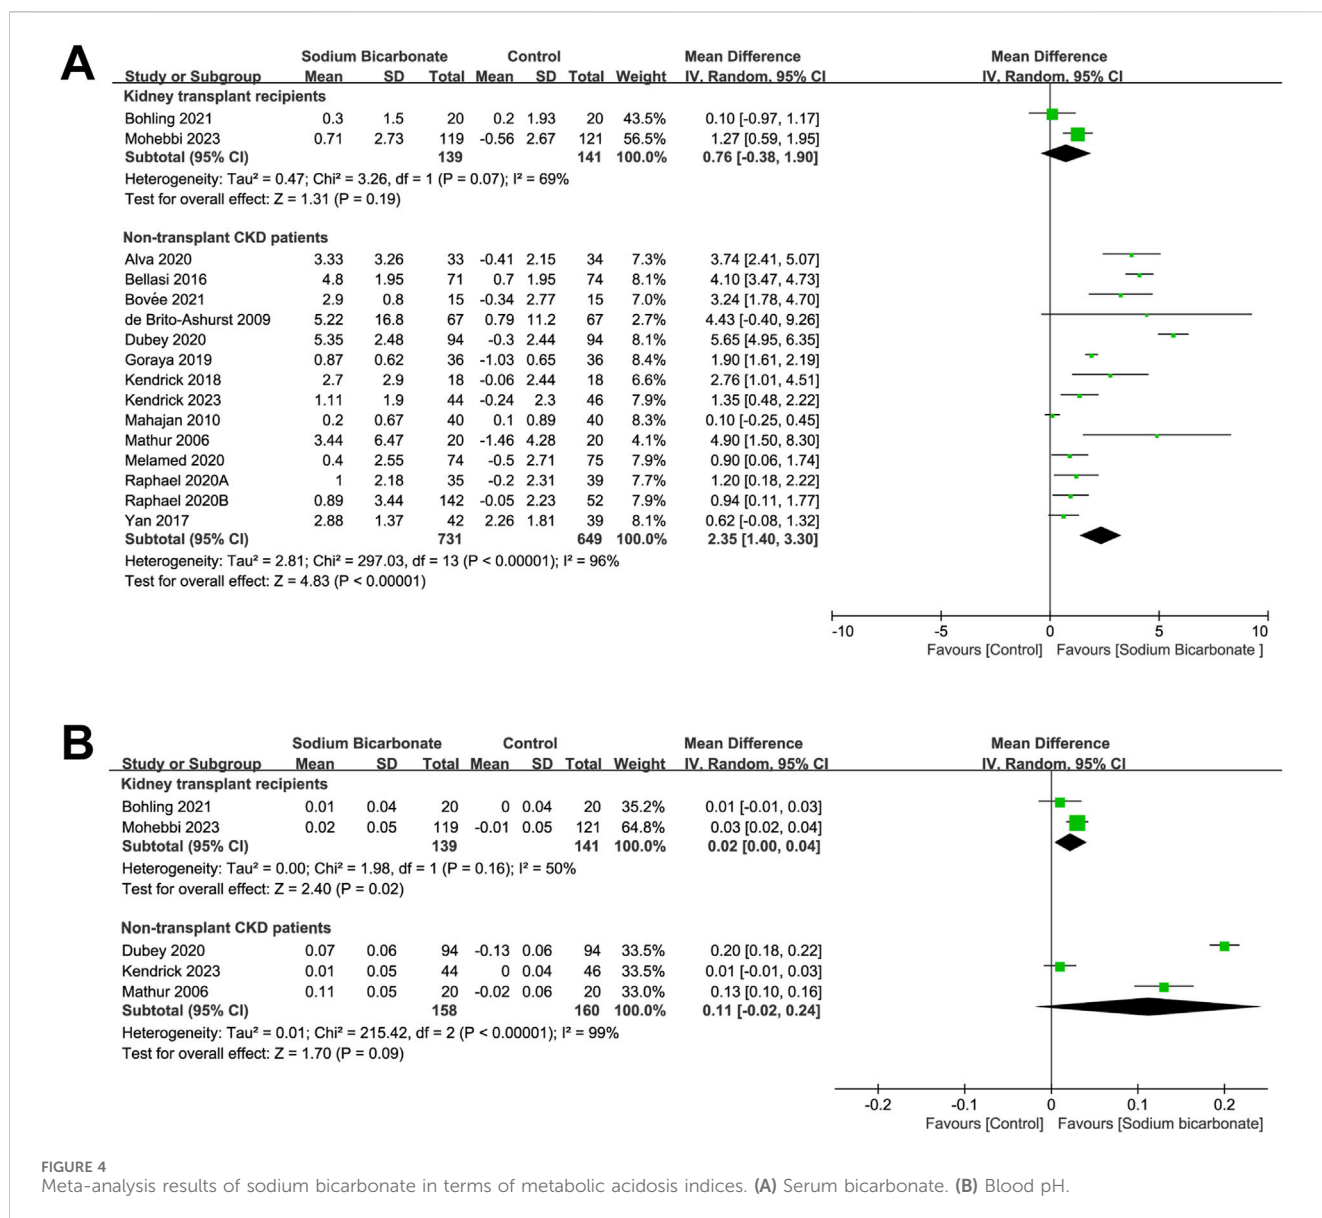 A
Sodium Bicarbonate Control Mean Difference Mean Difference
Study or Subgroup Mean SD Total Mean SD Total Weight IV, Random, 95% CI IV, Random, 95% CI
Kidney transplant recipients
Bohling 2021 0.3 1.5 20 0.2 1.93 20 43.5% 0.10 [-0.97, 1.17]
Mohebbi 2023 0.71 2.73 119 -0.56 2.67 121 56.5% 1.27 [0.59, 1.95]
Subtotal (95% CI) 139 141 100.0% 0.76 [-0.38, 1.90]
Heterogeneity: Tau² = 0.47; Chi² = 3.26, df = 1 (P = 0.07); I² = 69%
Test for overall effect: Z = 1.31 (P = 0.19)
Non-transplant CKD patients
Alva 2020 3.33 3.26 33 -0.41 2.15 34 7.3% 3.74 [2.41, 5.07]
Bellasi 2016 4.8 1.95 71 0.7 1.95 74 8.1% 4.10 [3.47, 4.73]
Bovée 2021 2.9 0.8 15 -0.34 2.77 15 7.0% 3.24 [1.78, 4.70]
de Brito-Ashurst 2009 5.22 16.8 67 0.79 11.2 67 2.7% 4.43 [-0.40, 9.26]
Dubey 2020 5.35 2.48 94 -0.3 2.44 94 8.1% 5.65 [4.95, 6.35]
Goraya 2019 0.87 0.62 36 -1.03 0.65 36 8.4% 1.90 [1.61, 2.19]
Kendrick 2018 2.7 2.9 18 -0.06 2.44 18 6.6% 2.76 [1.01, 4.51]
Kendrick 2023 1.11 1.9 44 -0.24 2.3 46 7.9% 1.35 [0.48, 2.22]
Mahajan 2010 0.2 0.67 40 0.1 0.89 40 8.3% 0.10 [-0.25, 0.45]
Mathur 2006 3.44 6.47 20 -1.46 4.28 20 4.1% 4.90 [1.50, 8.30]
Melamed 2020 0.4 2.55 74 -0.5 2.71 75 7.9% 0.90 [0.06, 1.74]
Raphael 2020A 1 2.18 35 -0.2 2.31 39 7.7% 1.20 [0.18, 2.22]
Raphael 2020B 0.89 3.44 142 -0.05 2.23 52 7.9% 0.94 [0.11, 1.77]
Yan 2017 2.88 1.37 42 2.26 1.81 39 8.1% 0.62 [-0.08, 1.32]
Subtotal (95% CI) 731 649 100.0% 2.35 [1.40, 3.30]
Heterogeneity: Tau² = 2.81; Chi² = 297.03, df = 13 (P < 0.00001); I² = 96%
Test for overall effect: Z = 4.83 (P < 0.00001)
-10 -5 0 5 10
Favours [Control] Favours [Sodium Bicarbonate ]
B
Sodium Bicarbonate Control Mean Difference Mean Difference
Study or Subgroup Mean SD Total Mean SD Total Weight IV, Random, 95% CI IV, Random, 95% CI
Kidney transplant recipients
Bohling 2021 0.01 0.04 20 0 0.04 20 35.2% 0.01 [-0.01, 0.03]
Mohebbi 2023 0.02 0.05 119 -0.01 0.05 121 64.8% 0.03 [0.02, 0.04]
Subtotal (95% CI) 139 141 100.0% 0.02 [0.00, 0.04]
Heterogeneity: Tau² = 0.00; Chi² = 1.98, df = 1 (P = 0.16); I² = 50%
Test for overall effect: Z = 2.40 (P = 0.02)
Non-transplant CKD patients
Dubey 2020 0.07 0.06 94 -0.13 0.06 94 33.5% 0.20 [0.18, 0.22]
Kendrick 2023 0.01 0.05 44 0 0.04 46 33.5% 0.01 [-0.01, 0.03]
Mathur 2006 0.11 0.05 20 -0.02 0.06 20 33.0% 0.13 [0.10, 0.16]
Subtotal (95% CI) 158 160 100.0% 0.11 [-0.02, 0.24]
Heterogeneity: Tau² = 0.01; Chi² = 215.42, df = 2 (P < 0.00001); I² = 99%
Test for overall effect: Z = 1.70 (P = 0.09)
-0.2 -0.1 0 0.1 0.2
Favours [Control] Favours [Sodium bicarbonate]
FIGURE 4
Meta-analysis results of sodium bicarbonate in terms of metabolic acidosis indices. (A) Serum bicarbonate. (B) Blood pH.